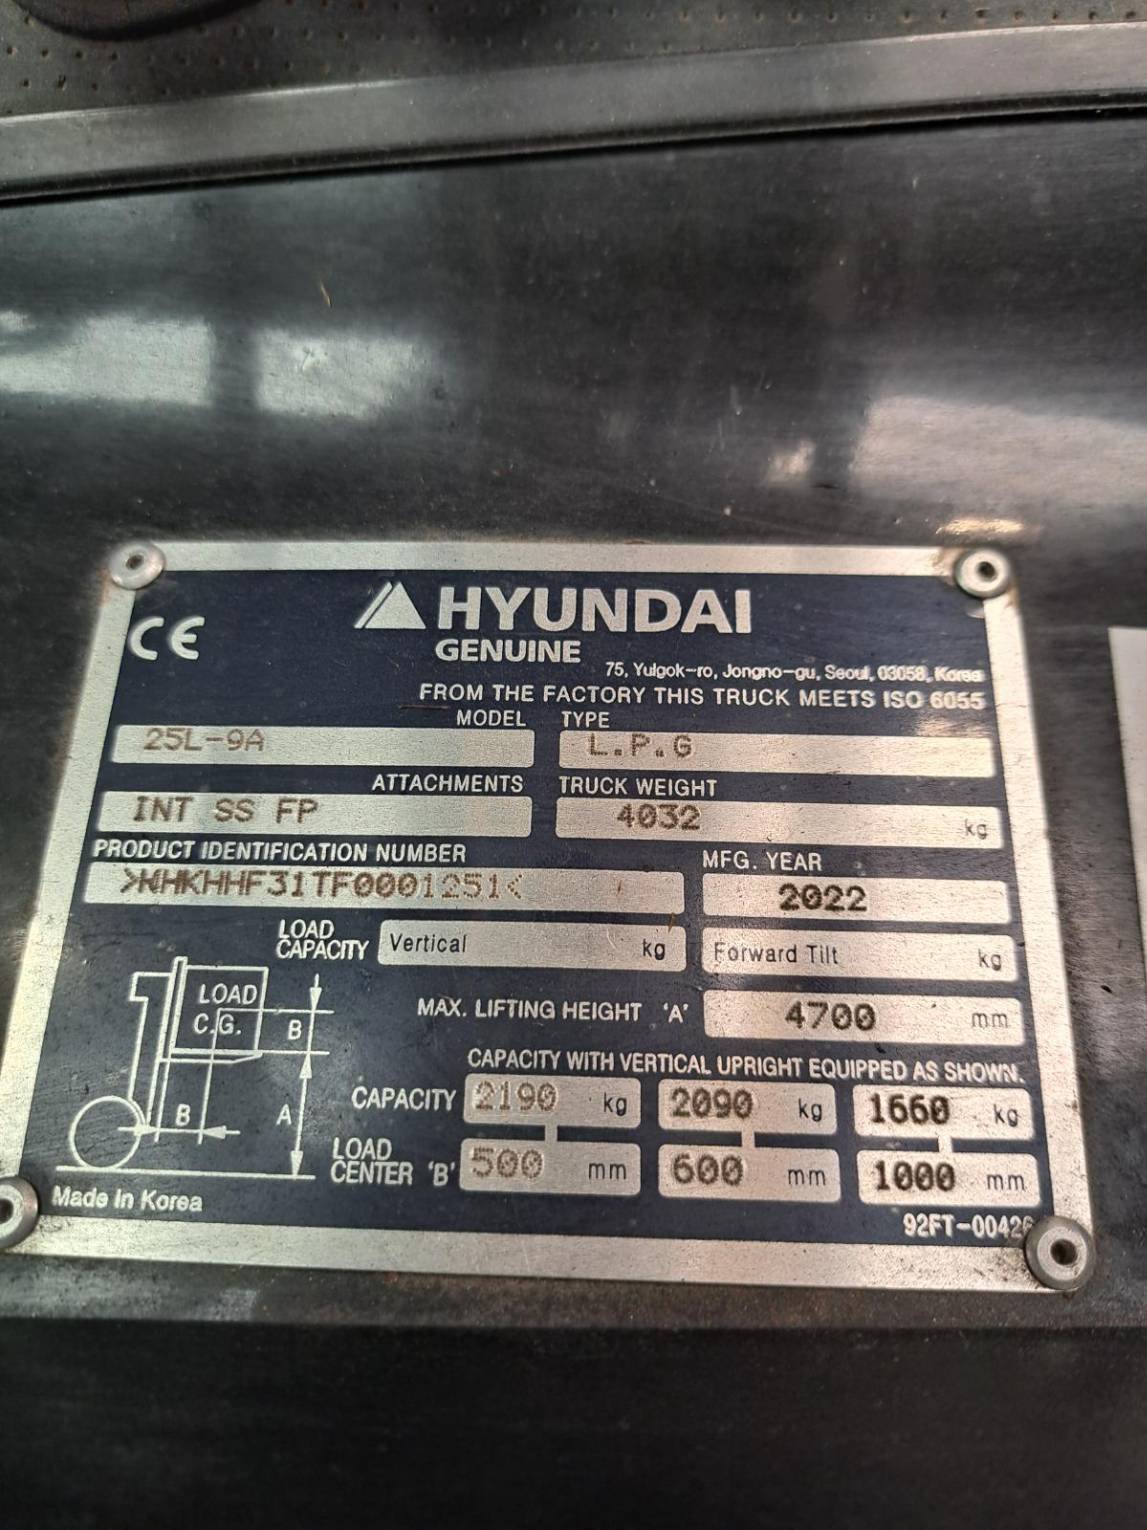 CE
HYUNDAI
GENUINE
75, Yulgok-ro, Jongno-gu, Seoul, 03058, Korea
FROM THE FACTORY THIS TRUCK MEETS ISO 6055
MODEL TYPE
25L-9A L.P.G
ATTACHMENTS TRUCK WEIGHT
INT SS FP 4032 kg
PRODUCT IDENTIFICATION NUMBER MFG. YEAR
>HHKHHF31TF0001251< 2022
LOAD CAPACITY Vertical kg Forward Tilt kg
LOAD C.G. B
MAX. LIFTING HEIGHT 'A' 4700 mm
CAPACITY WITH VERTICAL UPRIGHT EQUIPPED AS SHOWN.
B A
CAPACITY 2190 kg 2090 kg 1660 kg
LOAD CENTER 'B' 500 mm 600 mm 1000 mm
Made in Korea